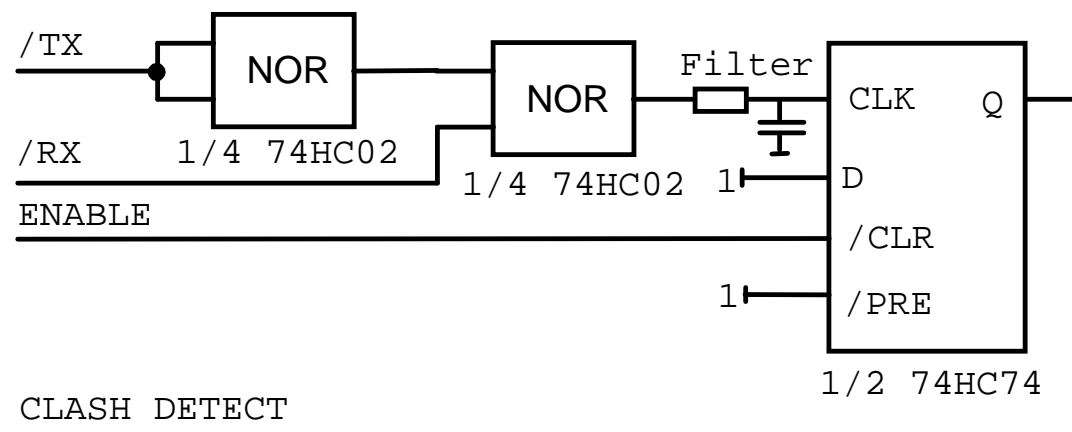 /TX
NOR
Filter
NOR
CLK
Q
/RX
1/4 74HC02
1/4 74HC02
1
D
ENABLE
/CLR
1
/PRE
1/2 74HC74
CLASH DETECT